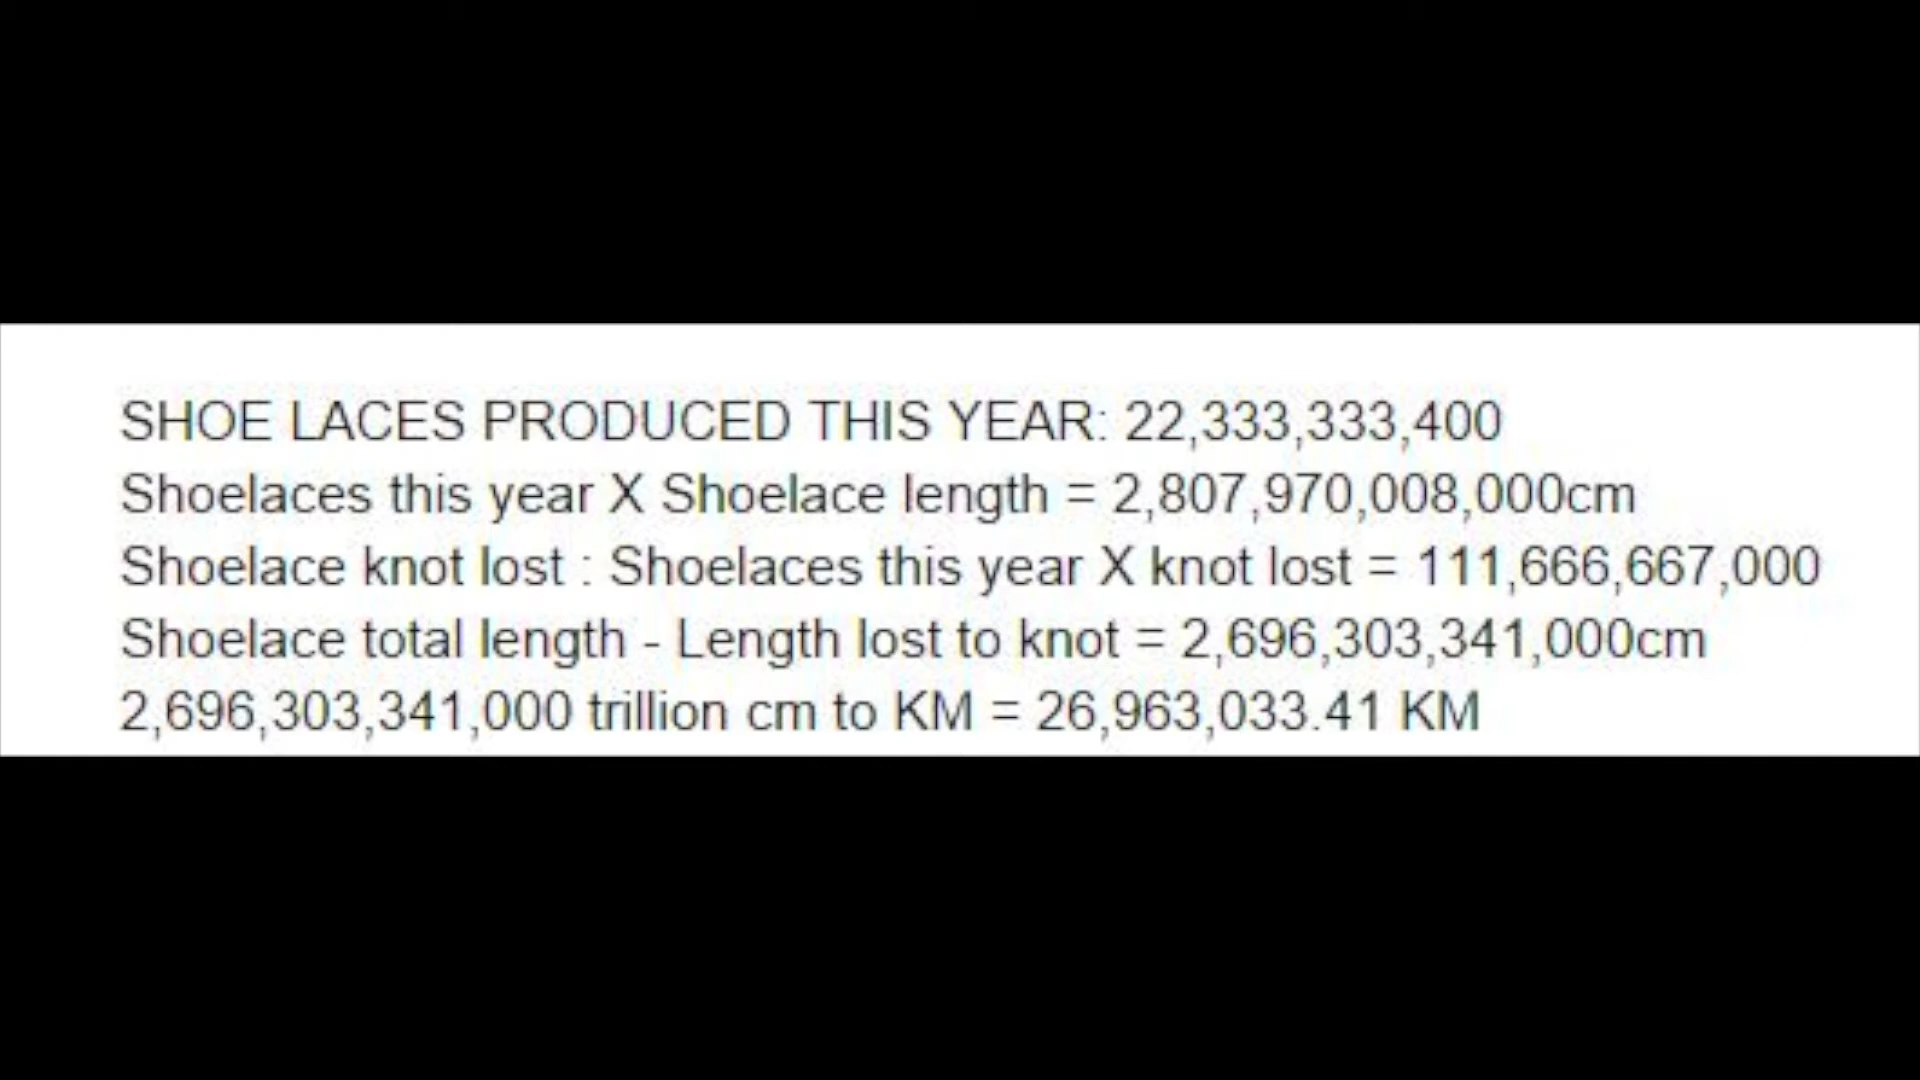 SHOE LACES PRODUCED THIS YEAR: 22,333,333,400
Shoelaces this year X Shoelace length = 2,807,970,008,000cm
Shoelace knot lost : Shoelaces this year X knot lost = 111,666,667,000
Shoelace total length - Length lost to knot = 2,696,303,341,000cm
2,696,303,341,000 trillion cm to KM = 26,963,033.41 KM